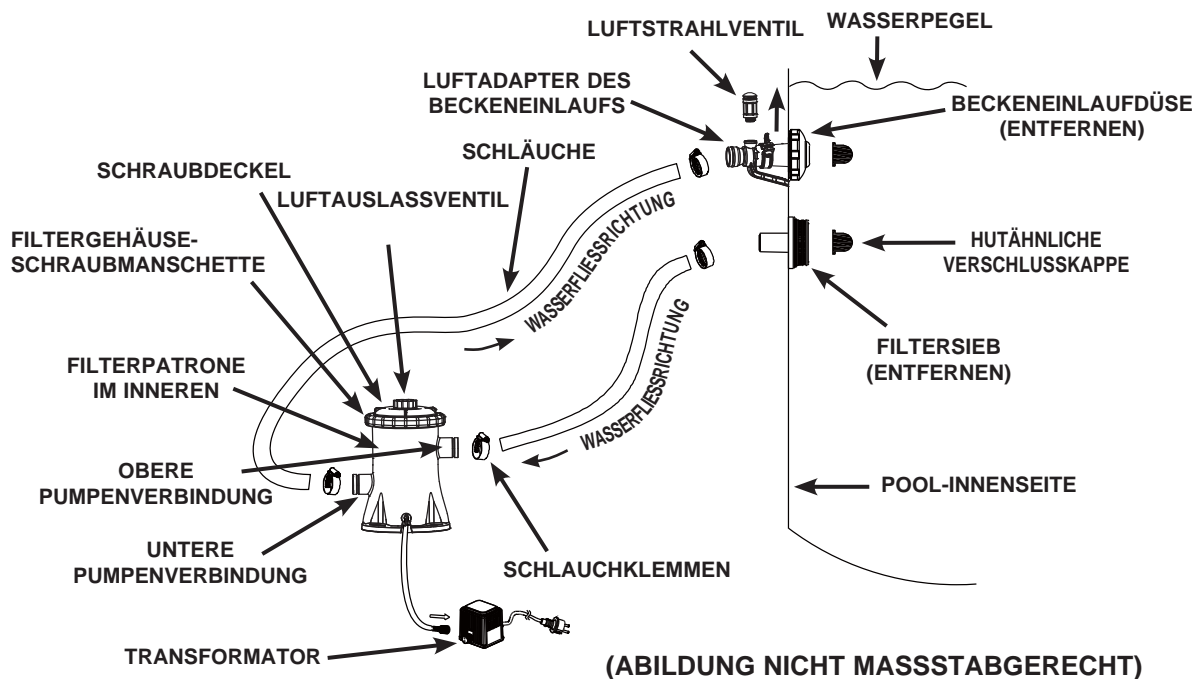 LUFTSTRAHLVENTIL
WASSERPEGEL
LUFTADAPTER DES
BECKENEINLAUFS
BECKENEINLAUFDÜSE
(ENTFERNEN)
SCHLÄUCHE
SCHRAUBDECKEL
LUFTAUSLASSVENTIL
FILTERGEHÄUSE-
SCHRAUBMANSCHETTE
WASSERFLIESSRICHTUNG
HUTÄHNLICHE
VERSCHLUSSKAPPE
WASSERFLIESSRICHTUNG
FILTERSIEB
(ENTFERNEN)
FILTERPATRONE
IM INNEREN
OBERE
PUMPENVERBINDUNG
POOL-INNENSEITE
UNTERE
PUMPENVERBINDUNG
SCHLAUCHKLEMMEN
TRANSFORMATOR
(ABILDUNG NICHT MASSSTABGERECHT)